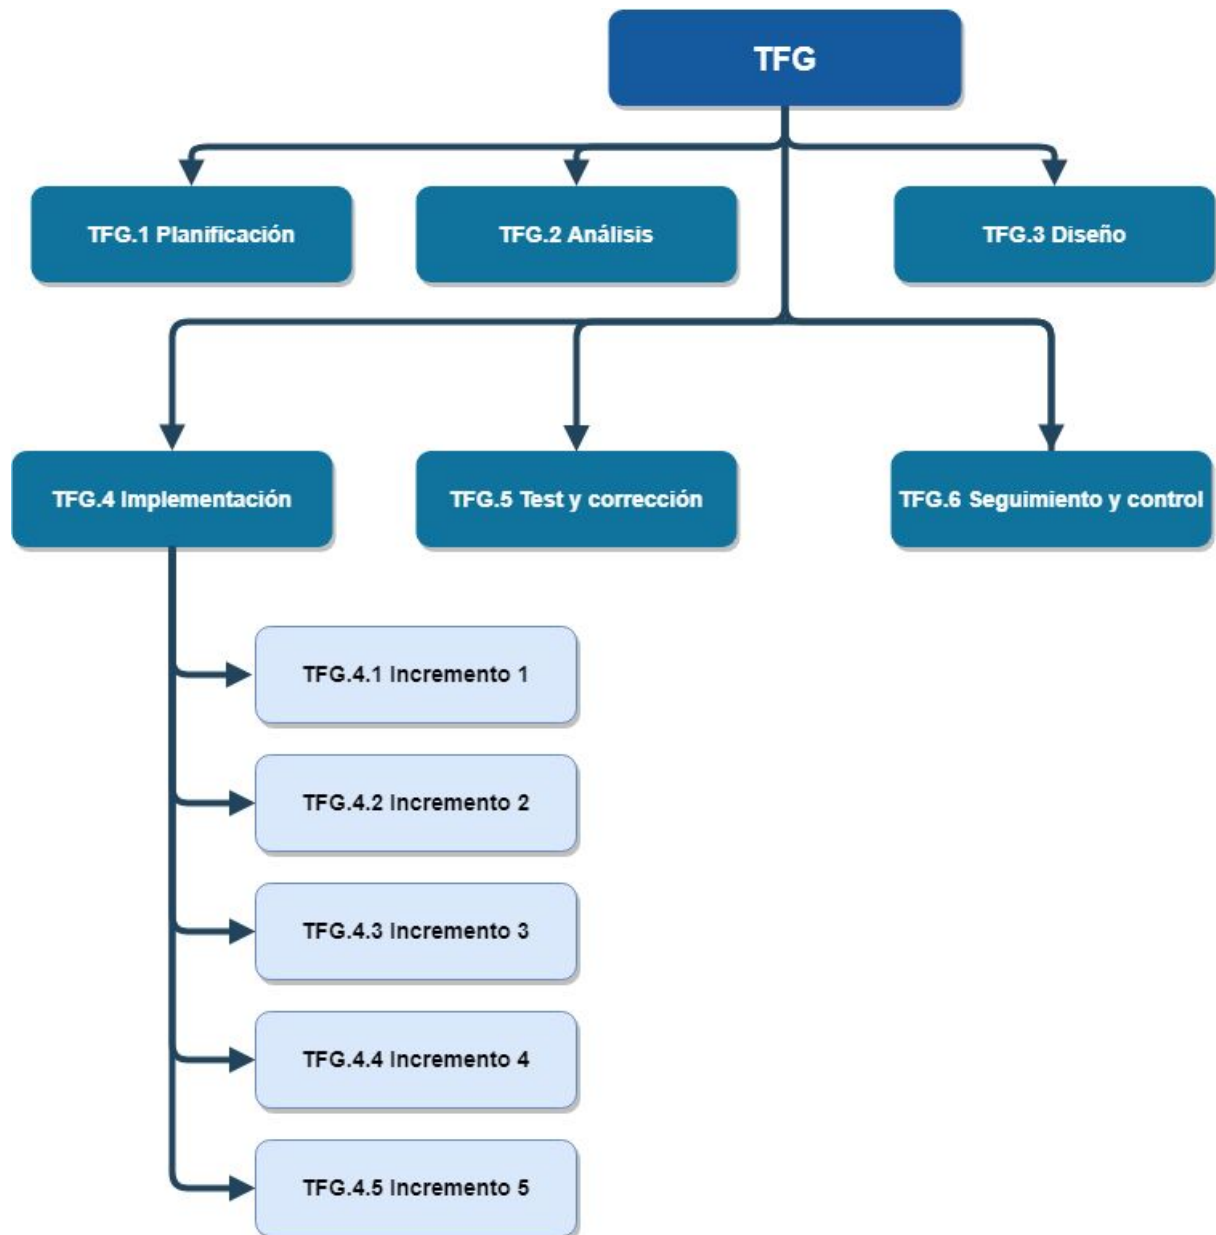 TFG
TFG.1 Planificación
TFG.2 Análisis
TFG.3 Diseño
TFG.4 Implementación
TFG.5 Test y corrección
TFG.6 Seguimiento y control
TFG.4.1 Incremento 1
TFG.4.2 Incremento 2
TFG.4.3 Incremento 3
TFG.4.4 Incremento 4
TFG.4.5 Incremento 5